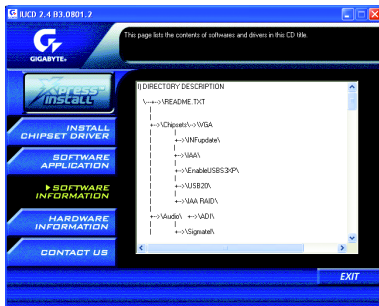 IUCD 2.4 B3.0801.2
GIGABYTE
This page lists the contents of softwares and drivers in this CD title.
Xpress™
INSTALL
INSTALL
CHIPSET DRIVER
SOFTWARE
APPLICATION
SOFTWARE
INFORMATION
HARDWARE
INFORMATION
CONTACT US
I) DIRECTORY DESCRIPTION
\--+-->\README.TXT
|
+-->\Chipsets\-->\VGA
| |
| +-->\INFupdate\
| |
| +-->\IAA\
| |
| +-->\EnableUSBS3XP\
| |
| +-->\USB20\
| |
| +-->\IAA RAID\
|
+-->\Audio\ +-->\ADI\
| |
| +-->\Sigmatel\
EXIT